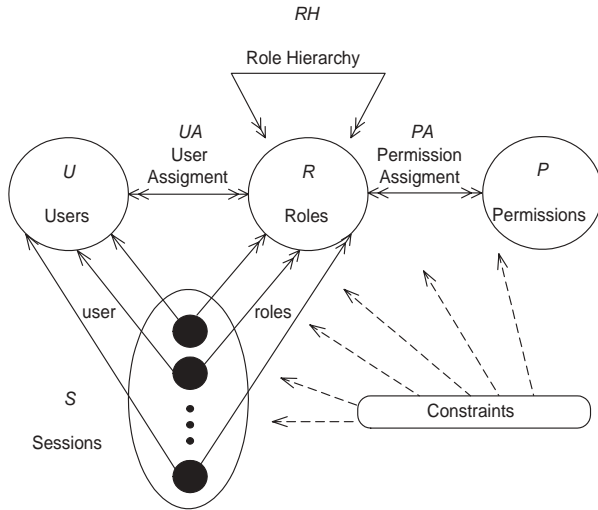 RH
Role Hierarchy
UA
User
Assigment
PA
Permission
Assigment
U
Users
R
Roles
P
Permissions
user
roles
S
Sessions
Constraints